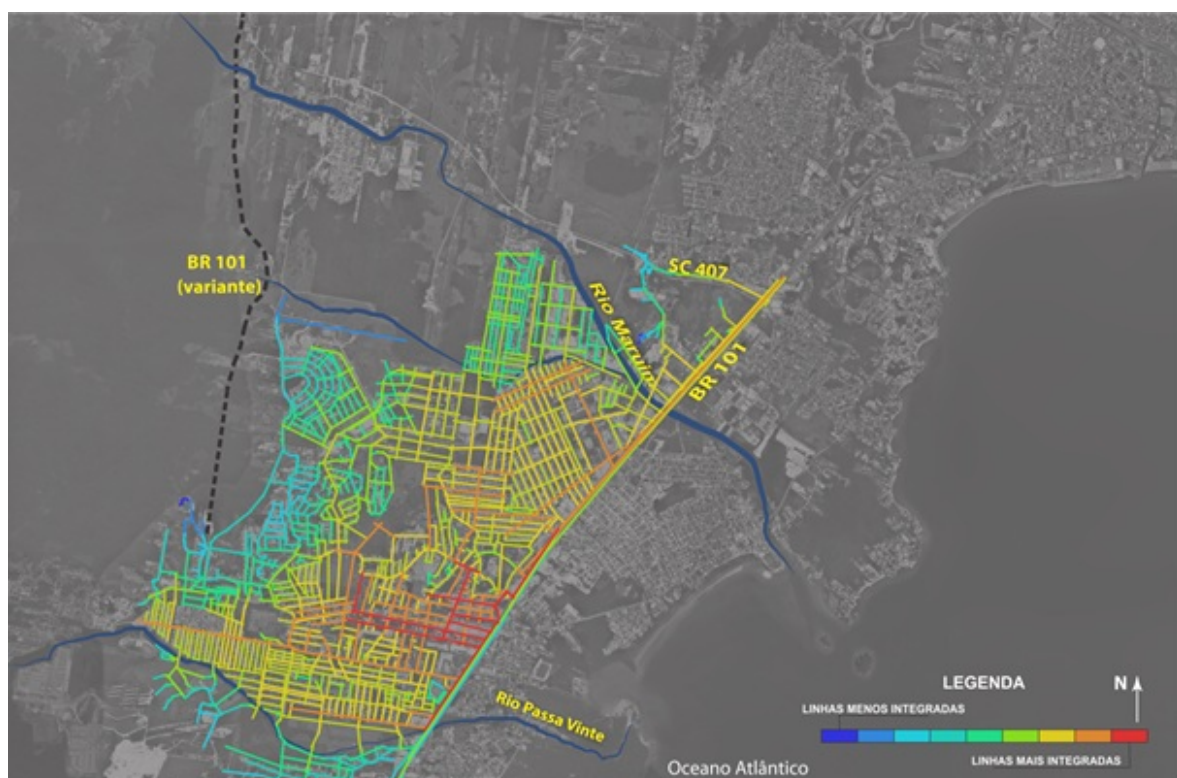 SC 407
BR 101
(variante)
Rio Maruim
BR 101
LEGENDA
N
LINHAS MENOS INTEGRADAS
Rio Passa Vinte
LINHAS MAIS INTEGRADAS
Oceano Atlântico